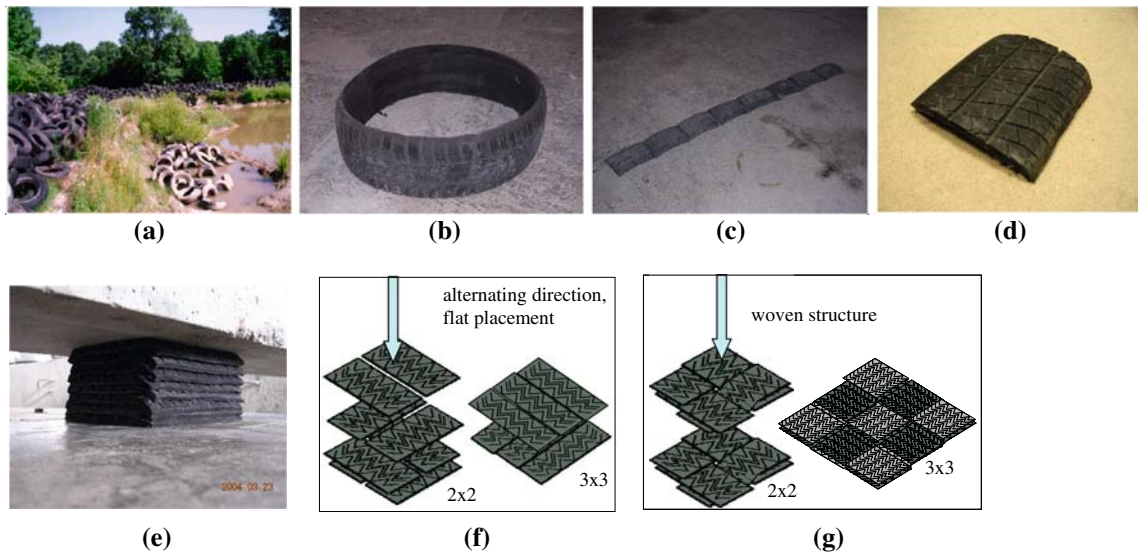 (a)
(b)
(c)
(d)
2004 03 23
(e)
alternating direction,
flat placement
2x2
3x3
(f)
woven structure
2x2
3x3
(g)